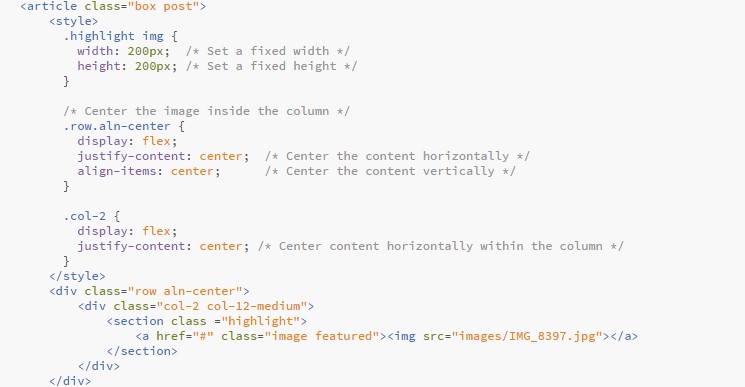 <article class="box post">
<style>
.highlight img {
width: 200px;  /* Set a fixed width */
height: 200px; /* Set a fixed height */
}
/* Center the image inside the column */
.row.aln-center {
display: flex;
justify-content: center;  /* Center the content horizontally */
align-items: center;      /* Center the content vertically */
}
.col-2 {
display: flex;
justify-content: center; /* Center content horizontally within the column */
}
</style>
<div class="row aln-center">
<div class="col-2 col-12-medium">
<section class ="highlight">
<a href="#" class="image featured"><img src="images/IMG_8397.jpg"></a>
</section>
</div>
</div>